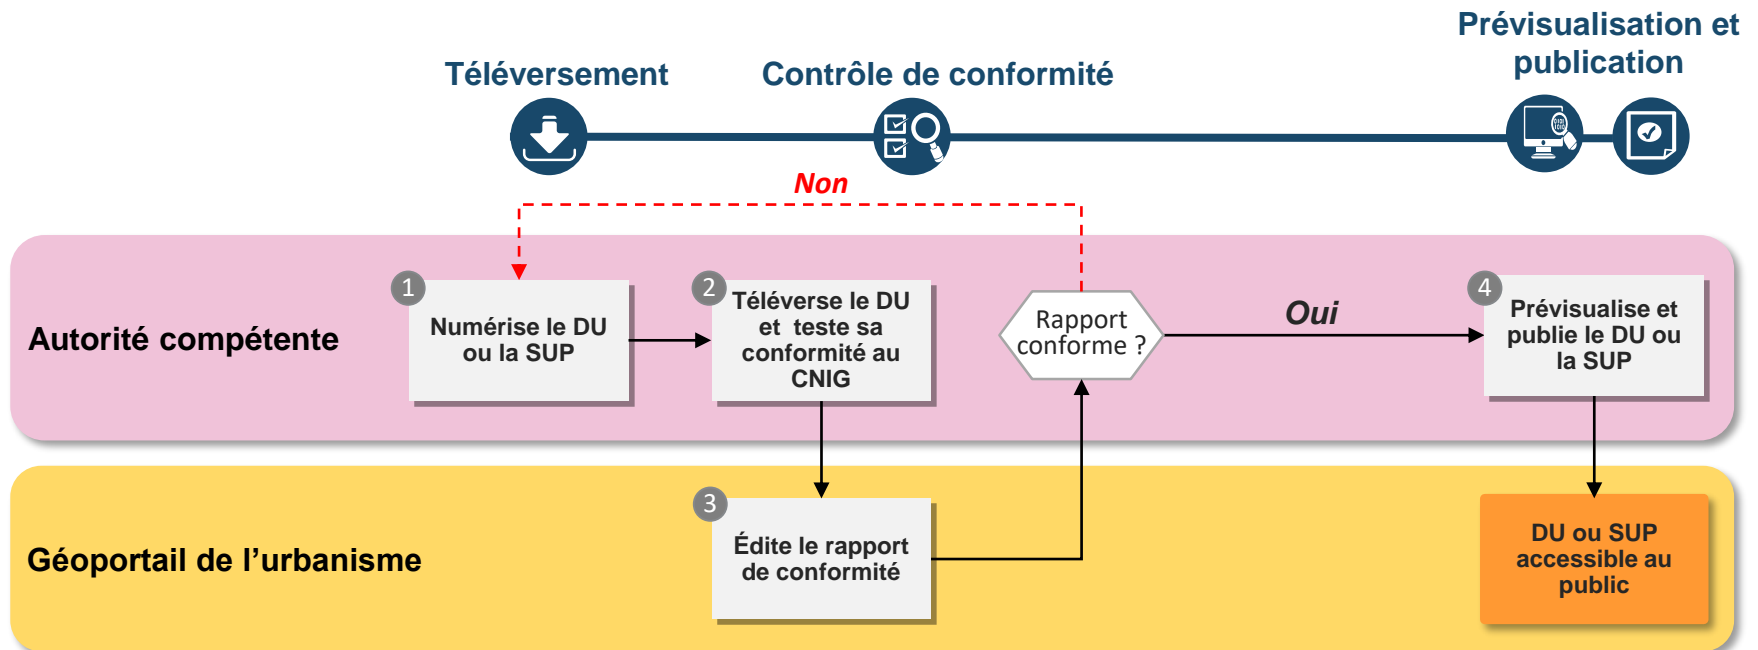 Téléversement
Contrôle de conformité
Prévisualisation et
publication
Non
Autorité compétente
1
Numérise le DU
ou la SUP
2
Téléverse le DU
et teste sa
conformité au
CNIG
Rapport
conforme ?
Oui
4
Prévisualise et
publie le DU ou
la SUP
Géoportail de l’urbanisme
3
Édite le rapport
de conformité
DU ou SUP
accessible au
public